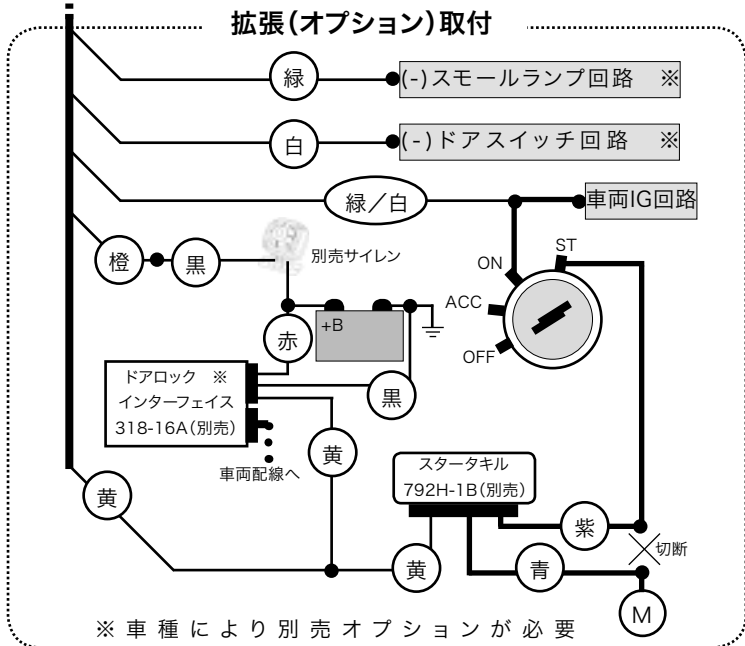 拡張(オプション)取付
緑
(-)スモールランプ回路 ※
白
(-)ドアスイッチ回路 ※
緑／白
車両IG回路
橙
黒
別売サイレン
ON
ST
ACC
OFF
+B
赤
ドアロック ※
インターフェイス
318-16A(別売)
黒
車両配線へ
黄
スタータキル
792H-1B(別売)
黄
紫
切断
黄
青
M
※車種により別売オプションが必要